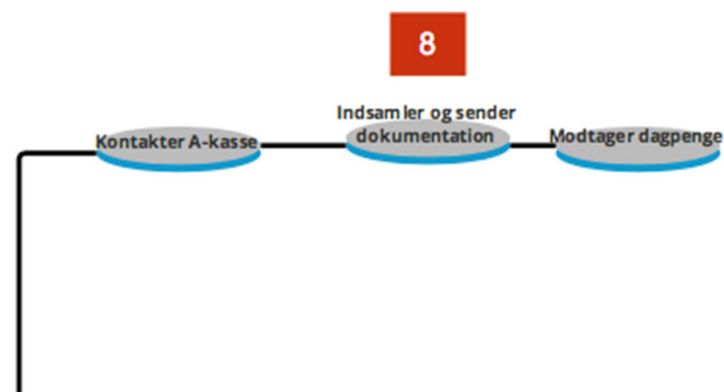 8
Kontakter A-kasse
Indsamler og sender
dokumentation
Modtager dagpenge